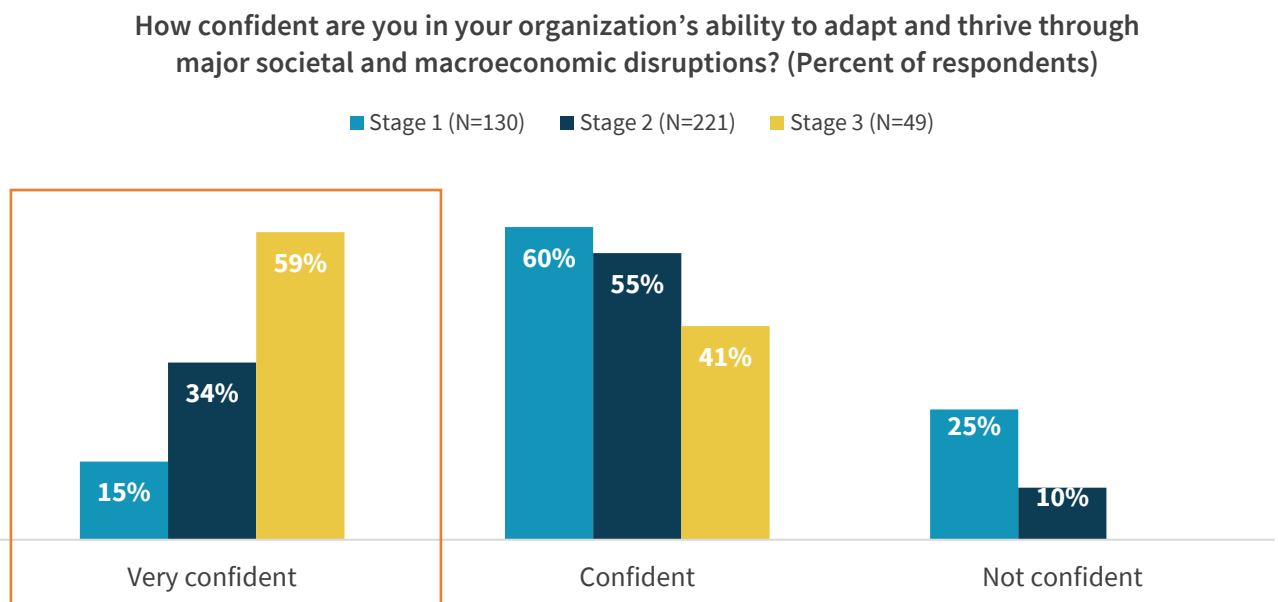 How confident are you in your organization’s ability to adapt and thrive through
major societal and macroeconomic disruptions? (Percent of respondents)
Stage 1 (N=130) Stage 2 (N=221) Stage 3 (N=49)
15% 34% 59%
60% 55% 41%
25% 10%
Very confident Confident Not confident